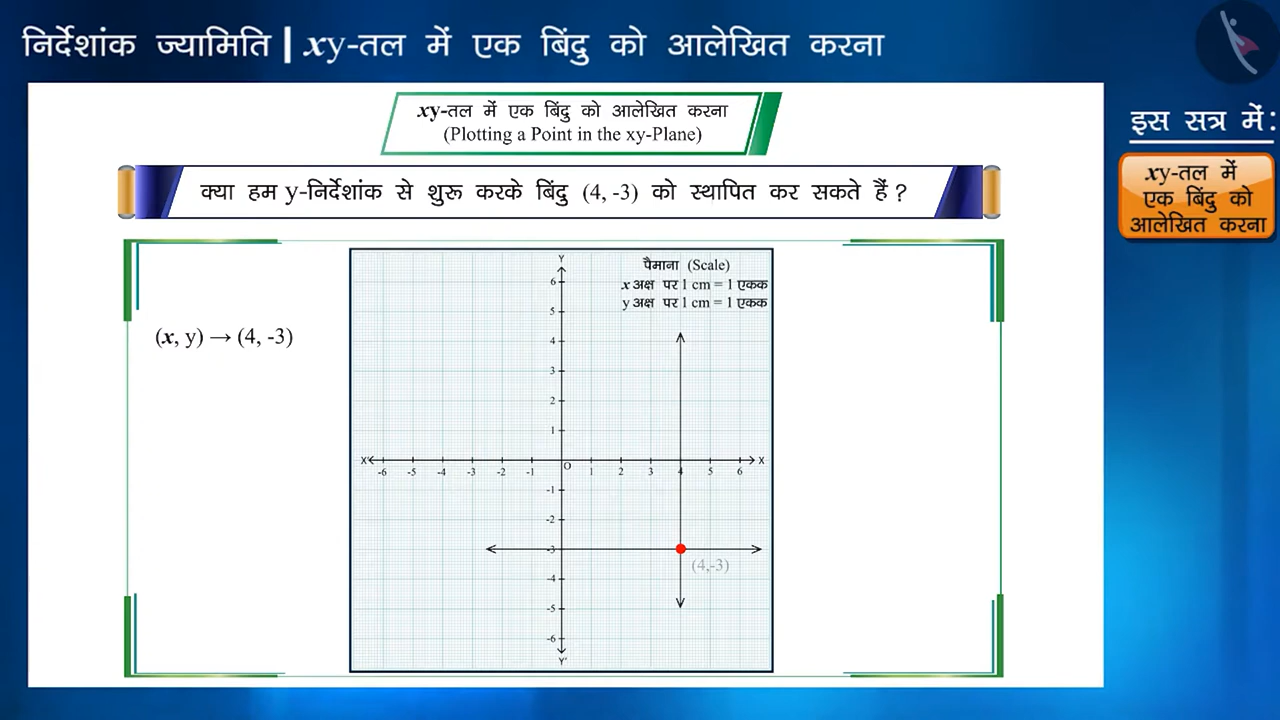 निर्देशांक ज्यामिति | xy-तल में एक बिंदु को आलेखित करना
इस सत्र में:
xy-तल में
एक बिंदु को
आलेखित करना
xy-तल में एक बिंदु को आलेखित करना
(Plotting a Point in the xy-Plane)
क्या हम y-निर्देशांक से शुरू करके बिंदु (4, -3) को स्थापित कर सकते हैं ?
(x, y) → (4, -3)
पैमाना (Scale)
x अक्ष पर 1 cm = 1 एकक
y अक्ष पर 1 cm = 1 एकक
Y
6
5
4
3
2
1
X' -6 -5 -4 -3 -2 -1 O 1 2 3 4 5 6 X
-1
-2
-3
(4,-3)
-4
-5
-6
Y'